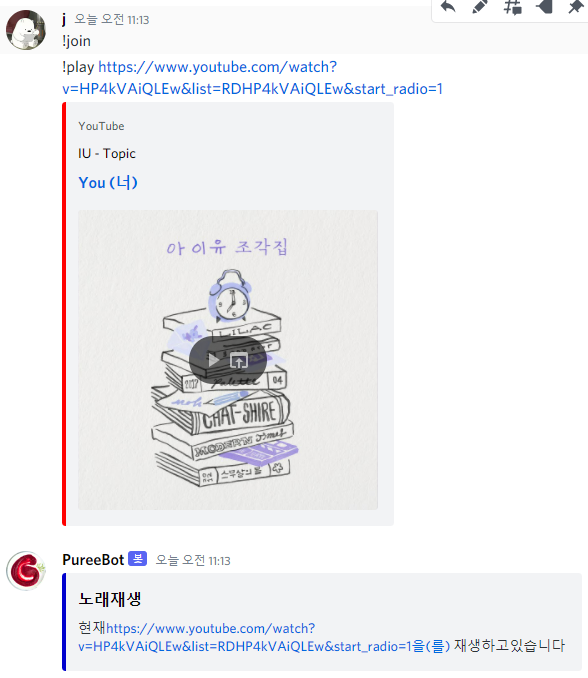 j 오늘 오전 11:13
!join
!play https://www.youtube.com/watch?
v=HP4kVAiQLEw&list=RDHP4kVAiQLEw&start_radio=1
YouTube
IU - Topic
You (너)
아이유 조각집
LILAC
Palette 04
CHAT-SHIRE
MODERN Times
스무살의 봄
PureeBot 봇 오늘 오전 11:13
노래재생
현재https://www.youtube.com/watch?
v=HP4kVAiQLEw&list=RDHP4kVAiQLEw&start_radio=1을(를) 재생하고있습니다